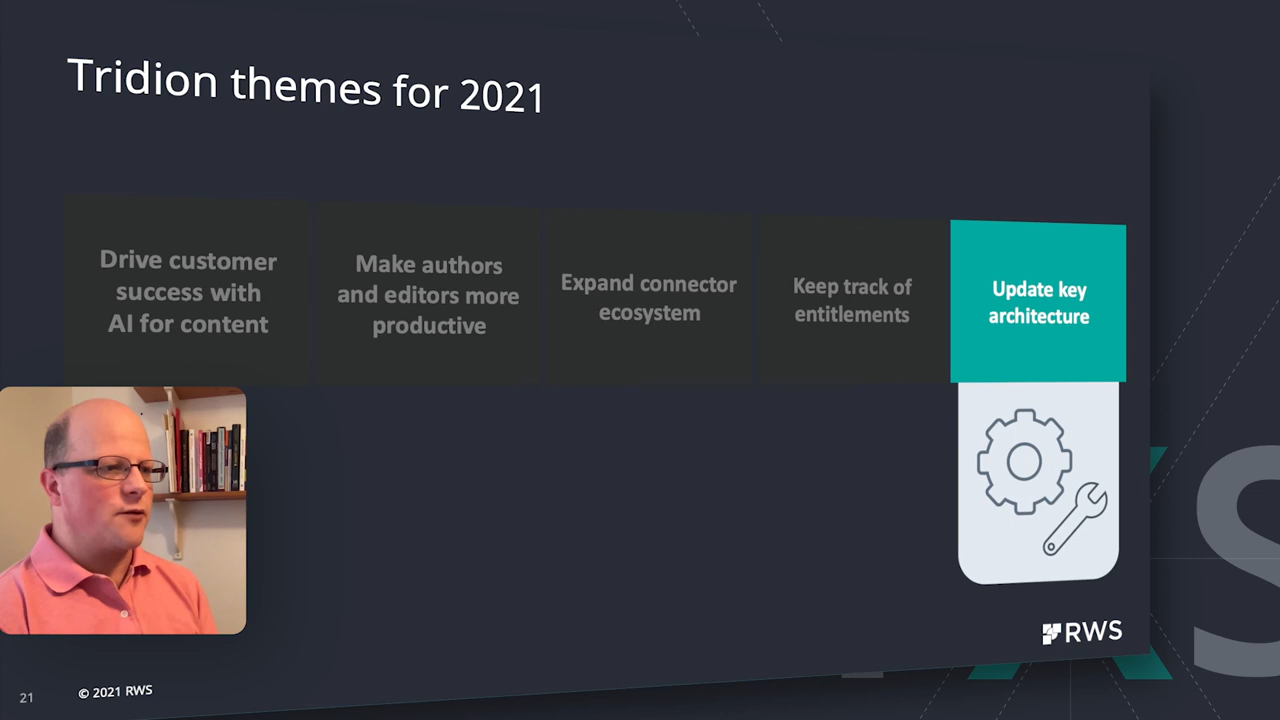 Tridion themes for 2021
Drive customer
success with
AI for content
Make authors
and editors more
productive
Expand connector
ecosystem
Keep track of
entitlements
Update key
architecture
RWS
21
© 2021 RWS
S